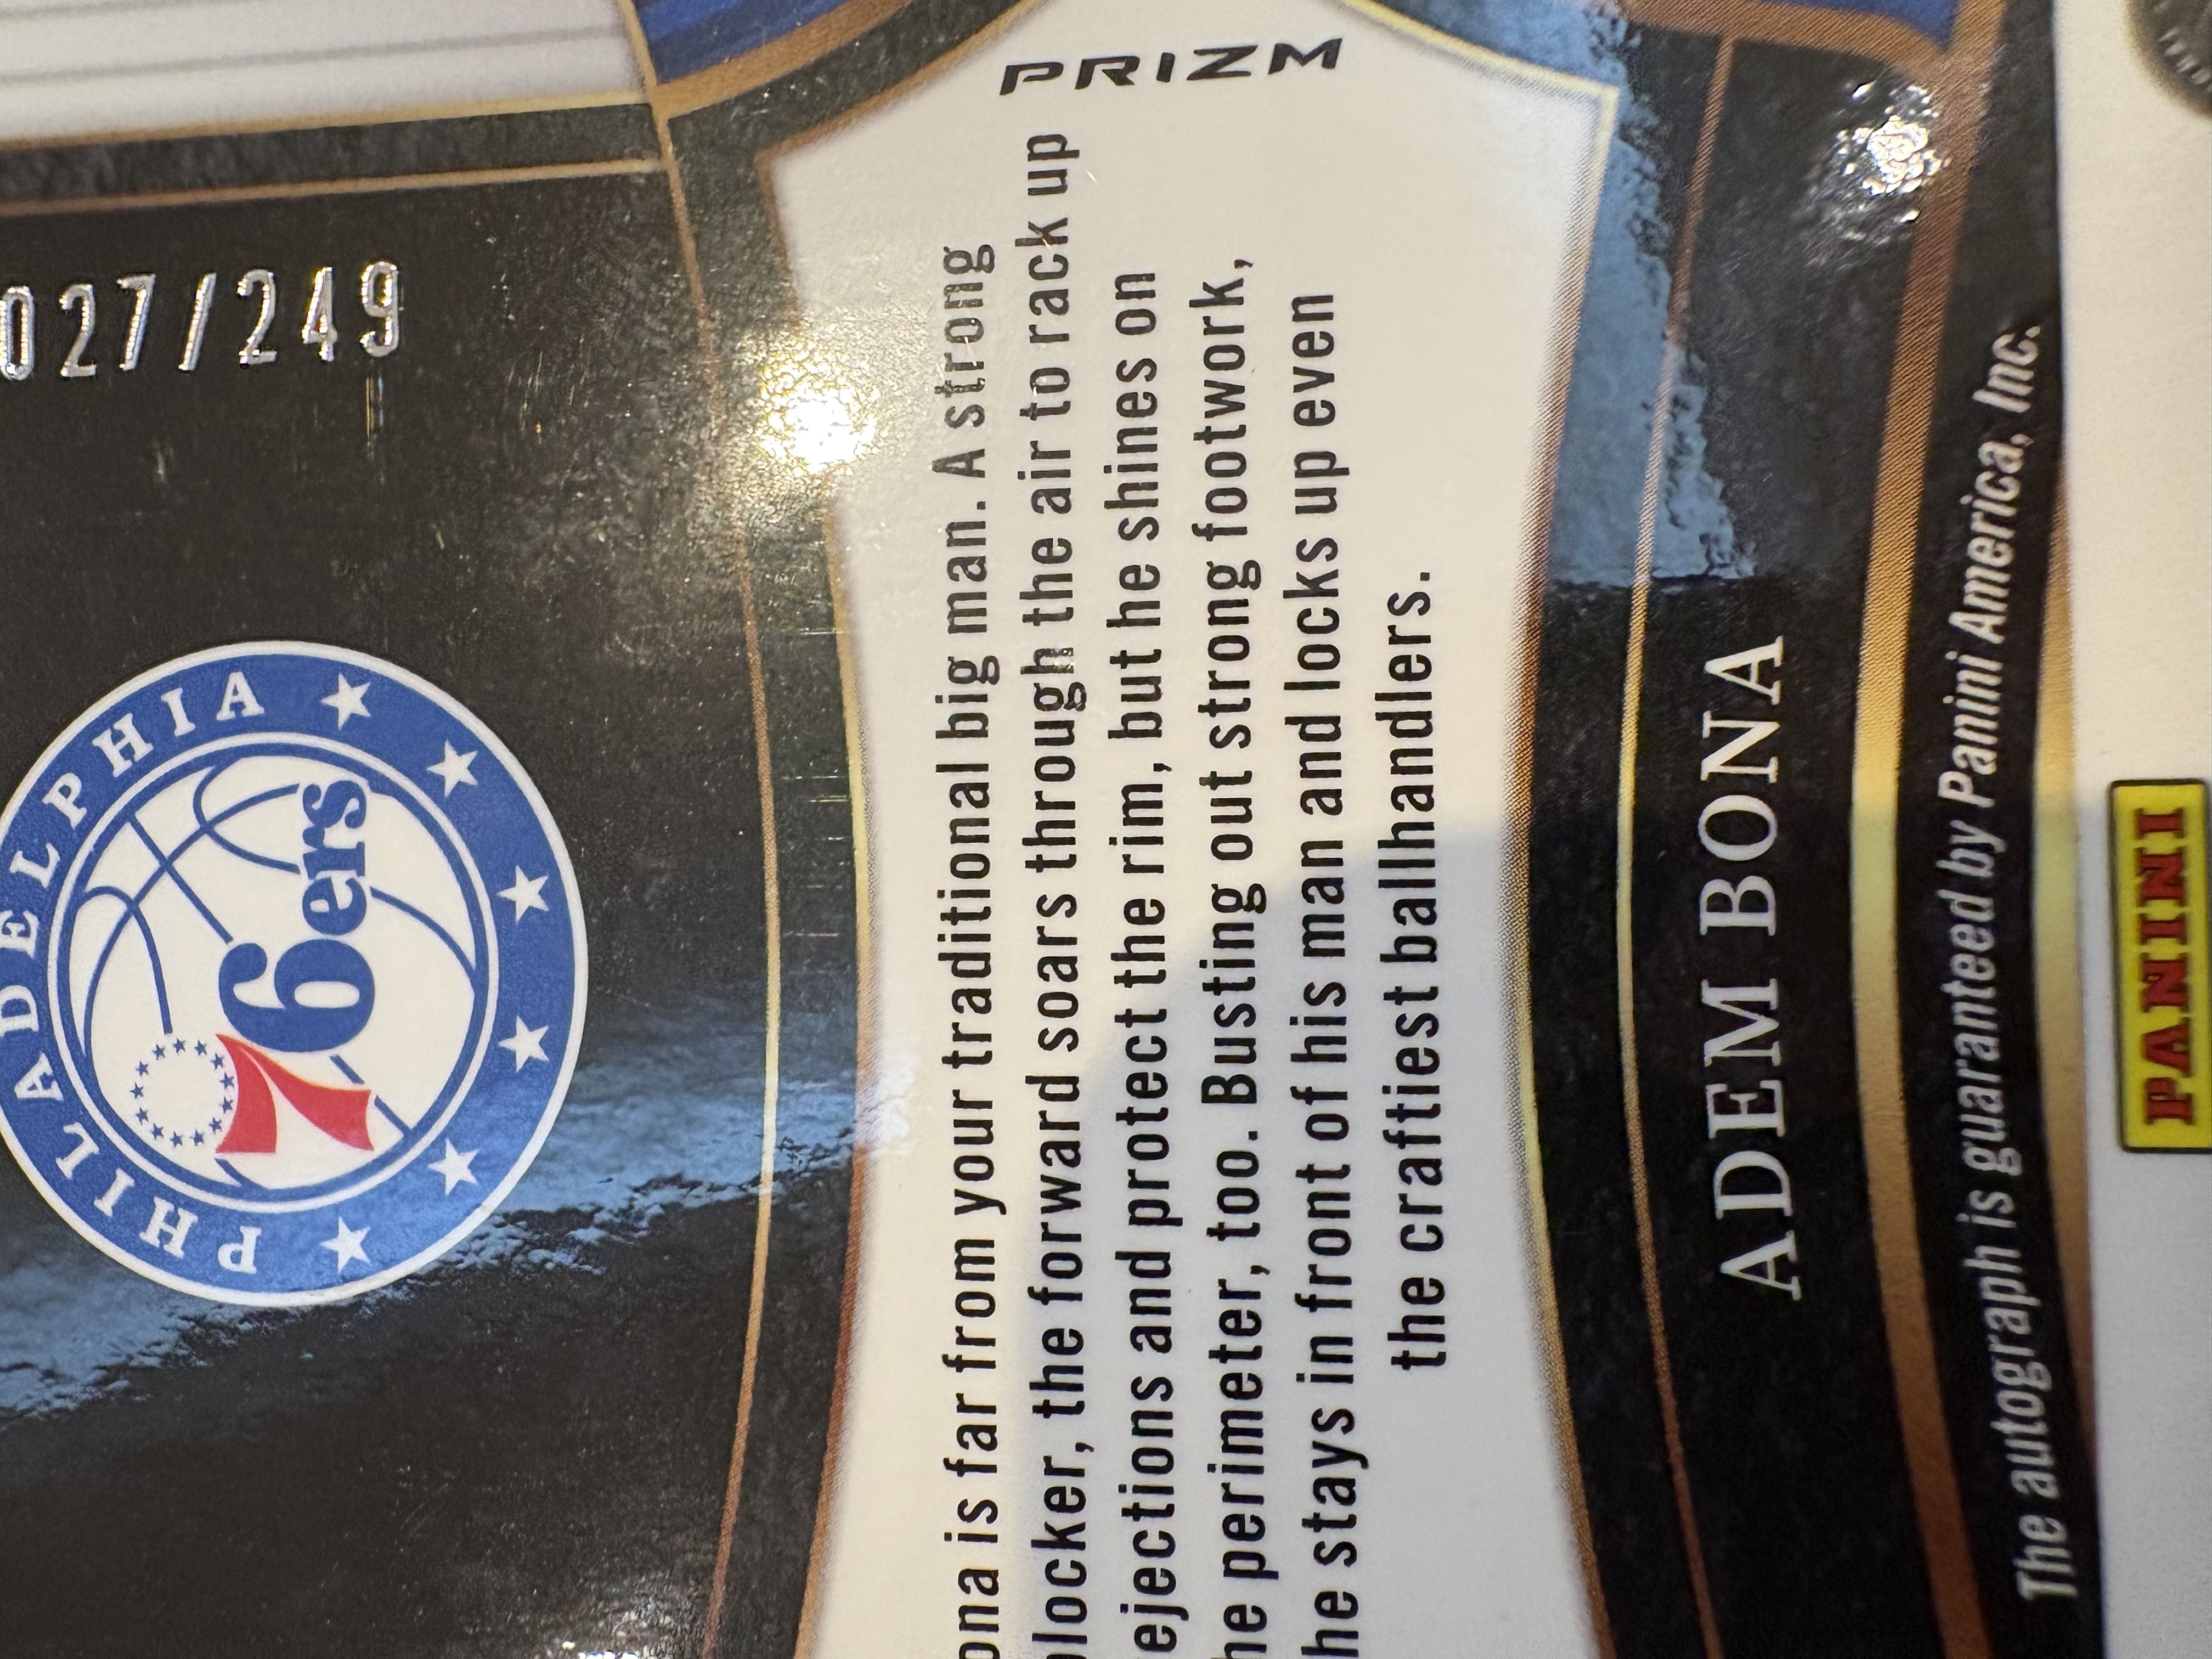 027/249
PHILADELPHIA
76ers
PRIZM
ona is far from your traditional big man. A strong
locker, the forward soars through the air to rack up
ejections and protect the rim, but he shines on
he perimeter, too. Busting out strong footwork,
he stays in front of his man and locks up even
the craftiest ballhandlers.
ADEM BONA
The autograph is guaranteed by Panini America, Inc.
PANINI